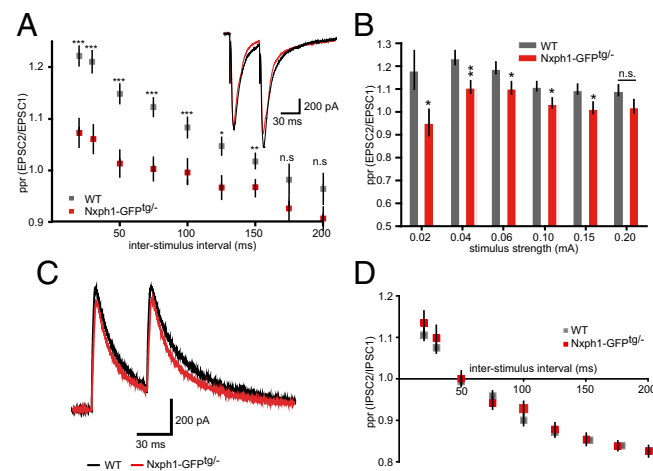 A
ppr (EPSC2/EPSC1)
1.2
1.1
1.0
0.9
***
***
***
***
***
*
**
n.s
n.s
200 pA
30 ms
WT
Nxph1-GFPtg/-
50
100
150
200
inter-stimulus interval (ms)
B
ppr (EPSC2/EPSC1)
1.3
1.2
1.1
1.0
0.9
0.8
0.7
0.6
0.5
WT
Nxph1-GFPtg/-
*
**
*
*
*
n.s.
0.02
0.04
0.06
0.10
0.15
0.20
stimulus strength (mA)
C
200 pA
30 ms
WT
Nxph1-GFPtg/-
D
ppr (IPSC2/IPSC1)
1.2
1.1
1.0
0.9
0.8
WT
Nxph1-GFPtg/-
inter-stimulus interval (ms)
50
100
150
200